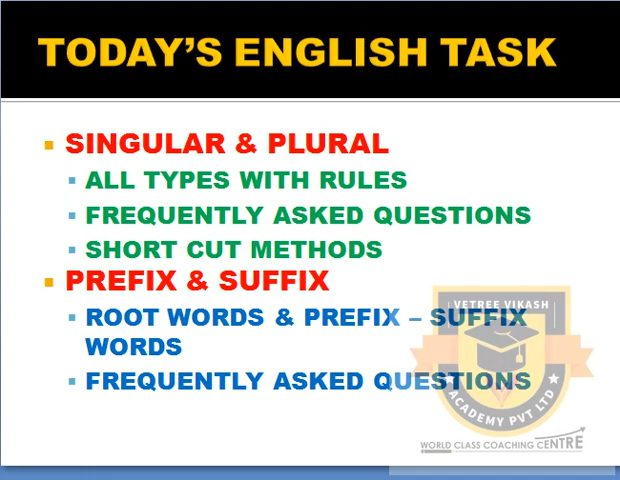 TODAY'S ENGLISH TASK
SINGULAR & PLURAL
ALL TYPES WITH RULES
FREQUENTLY ASKED QUESTIONS
SHORT CUT METHODS
PREFIX & SUFFIX
ROOT WORDS & PREFIX – SUFFIX
WORDS
FREQUENTLY ASKED QUESTIONS
VETREE VIKASH
ACADEMY PVT LTD
WORLD CLASS COACHING CENTRE